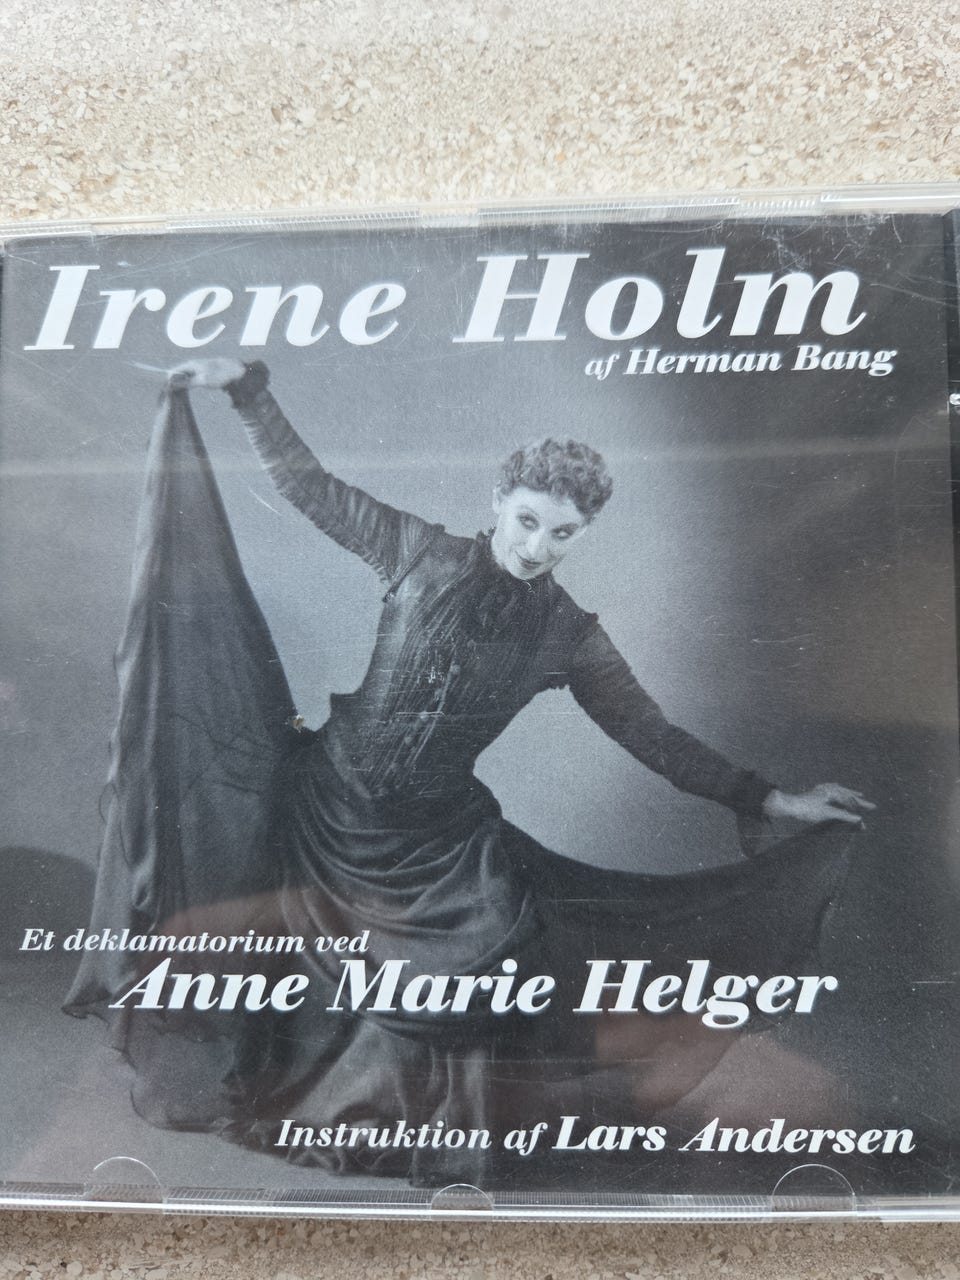 Irene Holm
af Herman Bang
Et deklamatorium ved
Anne Marie Helger
Instruktion af Lars Andersen